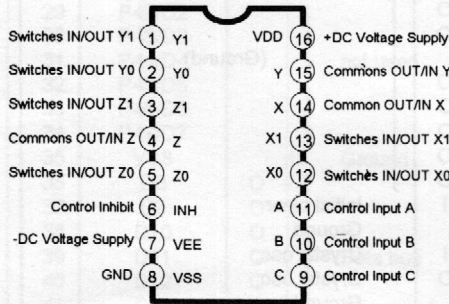 Switches IN/OUT Y1 1 Y1 VDD 16 +DC Voltage Supply
Switches IN/OUT Y0 2 Y0 Y 15 Commons OUT/IN Y
Switches IN/OUT Z1 3 Z1 X 14 Common OUT/IN X
Commons OUT/IN Z 4 Z X1 13 Switches IN/OUT X1
Switches IN/OUT Z0 5 Z0 X0 12 Switches IN/OUT X0
Control Inhibit 6 INH A 11 Control Input A
-DC Voltage Supply 7 VEE B 10 Control Input B
GND 8 VSS C 9 Control Input C